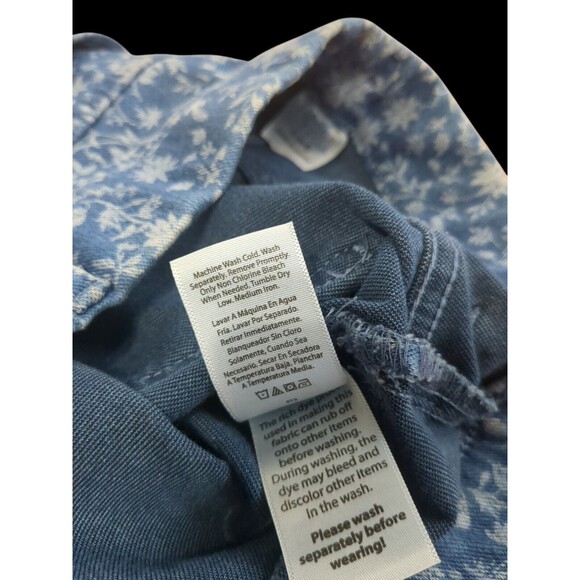 Machine Wash Cold. Wash
Separately. Remove Promptly.
Only Non Chlorine Bleach
When Needed. Tumble Dry
Low. Medium Iron.
Lavar A Máquina En Agua
Fría. Lavar Por Separado.
Retirar Inmediatamente.
Blanqueador Sin Cloro
Solamente, Cuando Sea
Necesario. Secar En Secadora
A Temperatura Baja. Planchar
A Temperatura Media.
The rich dye
used in making this
fabric can rub off
onto other items
before washing.
During washing, the
dye may bleed and
discolor other items
in the wash.
Please wash
separately before
wearing!